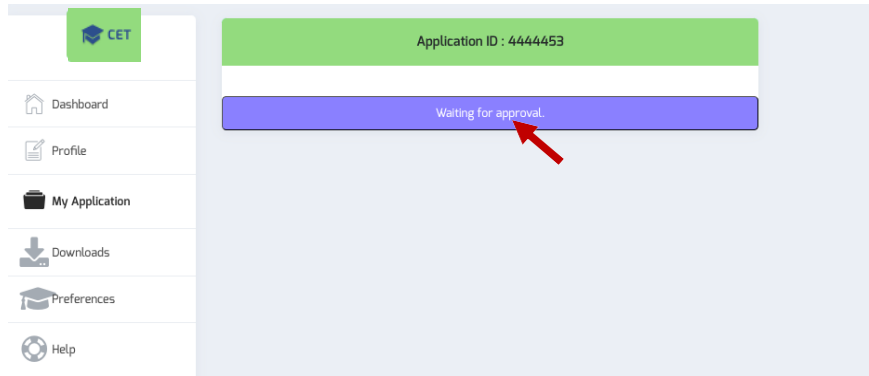 CET
Application ID : 4444453
Waiting for approval.
Dashboard
Profile
My Application
Downloads
Preferences
Help